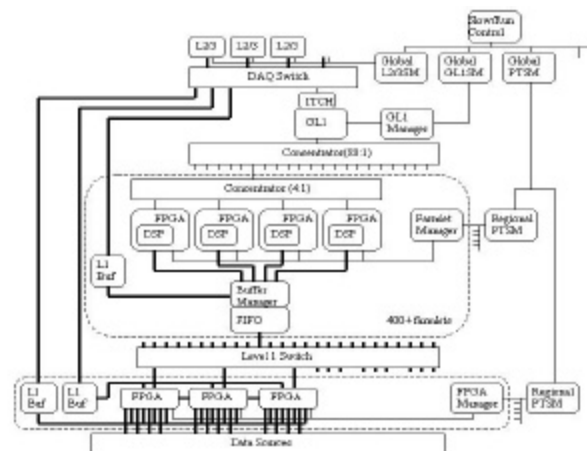 Slow/Run
Control
L2/3 L2/3 L2/3
Global
L2/3SM
Global
GL1SM
Global
PTSM
DAQ Switch
ITCH
GL1
GL1
Manager
Concentrator
Concentrator (4:1)
FPGA FPGA FPGA FPGA
DSP DSP DSP DSP
Farmlet
Manager
Regional
PTSM
L1
Buf
Buffer
Manager
FIFO
400+ farmlets
Level 1 Switch
L1
Buf
L1
Buf
FPGA FPGA FPGA
FPGA
Manager
Regional
PTSM
Data Sources